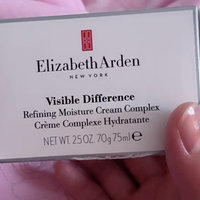 Elizabeth Arden
NEW YORK
Visible Difference
Refining Moisture Cream Complex
Crème Complexe Hydratante
NET WT. 2.5 OZ. 70g 75ml ℮